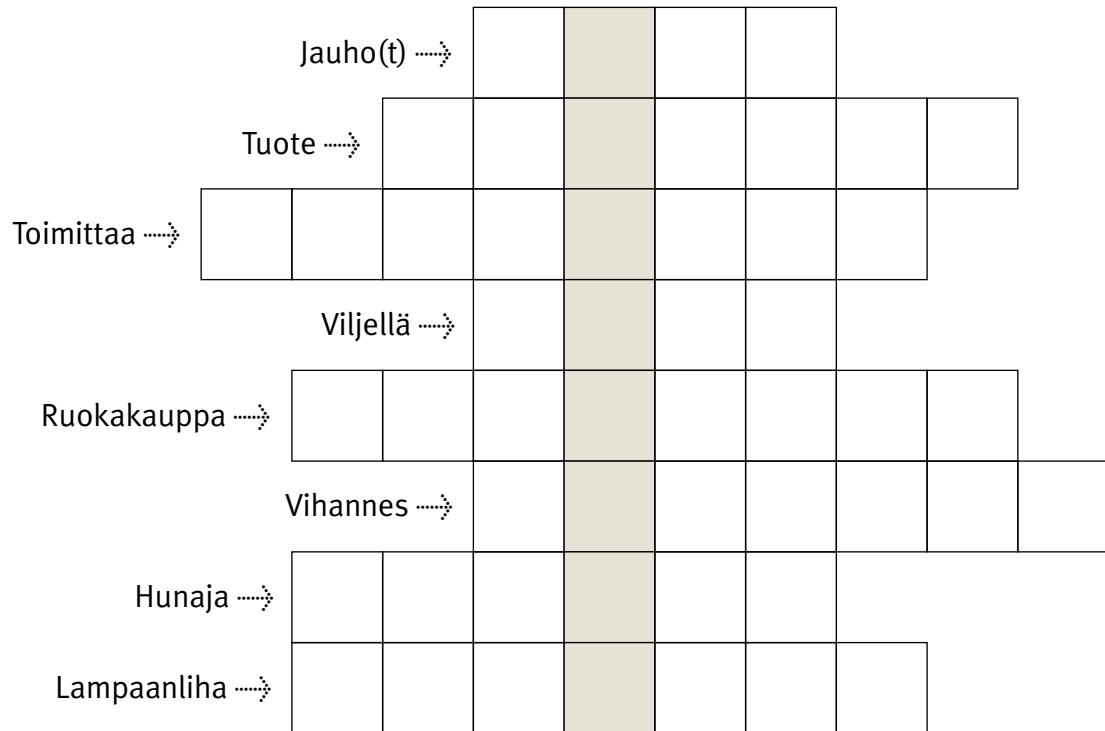 Jauho(t)
Tuote
Toimittaa
Viljellä
Ruokakauppa
Vihannes
Hunaja
Lampaanliha